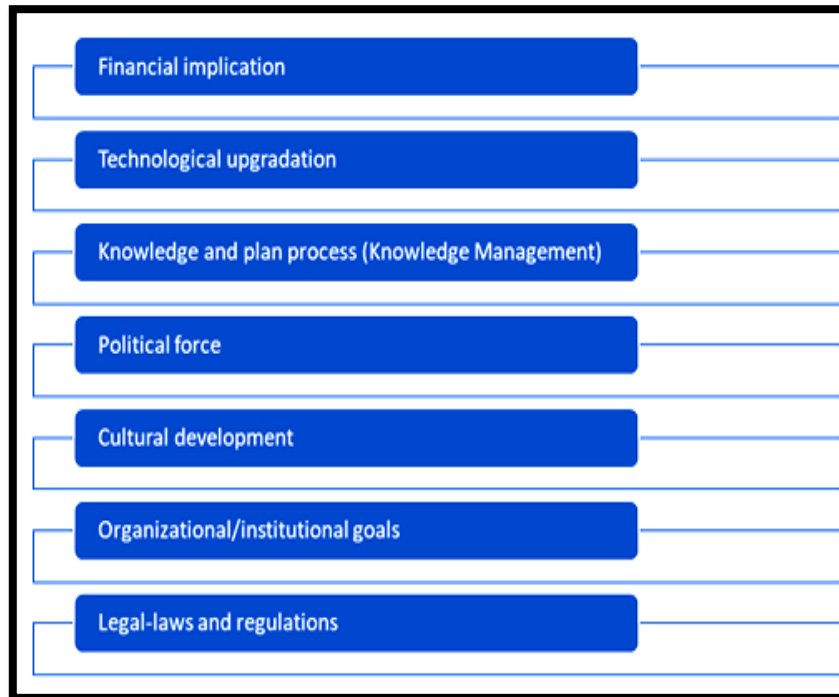 Financial implication
Technological upgradation
Knowledge and plan process (Knowledge Management)
Political force
Cultural development
Organizational/institutional goals
Legal-laws and regulations